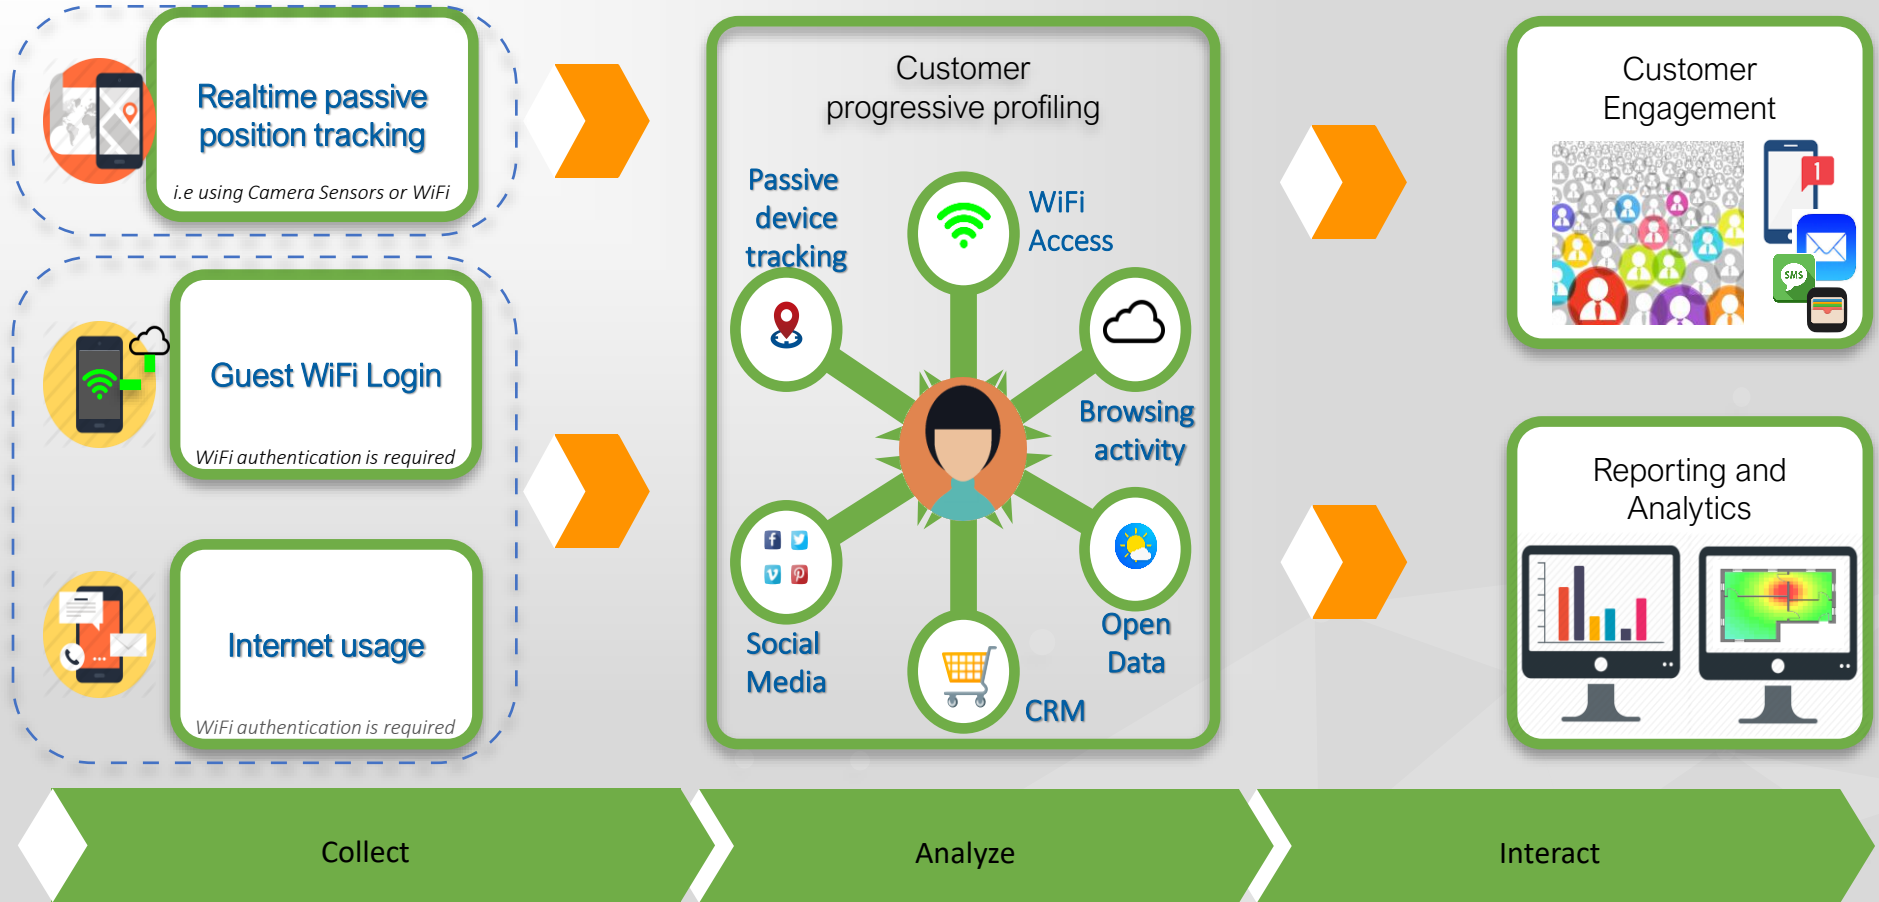 Realtime passive
position tracking
i.e using Camera Sensors or WiFi
Guest WiFi Login
WiFi authentication is required
Internet usage
WiFi authentication is required
Customer
progressive profiling
Passive
device
tracking
WiFi
Access
Browsing
activity
Social
Media
Open
Data
CRM
Customer
Engagement
1
SMS
Reporting and
Analytics
Collect
Analyze
Interact